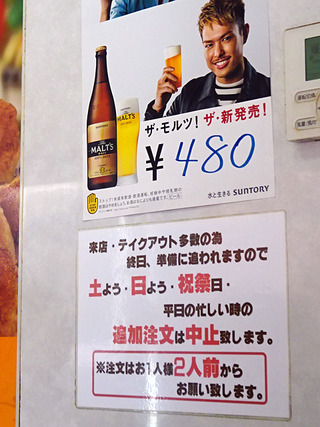 THE
MALT'S
MALT'S
ザ・モルツ! ザ・新発売!
¥480
水と生きる SUNTORY
来店・テイクアウト多数の為
終日、準備に追われますので
土よう・日よう・祝祭日・
平日の忙しい時の
追加注文は中止致します。
※注文はお1人様2人前から
お願い致します。